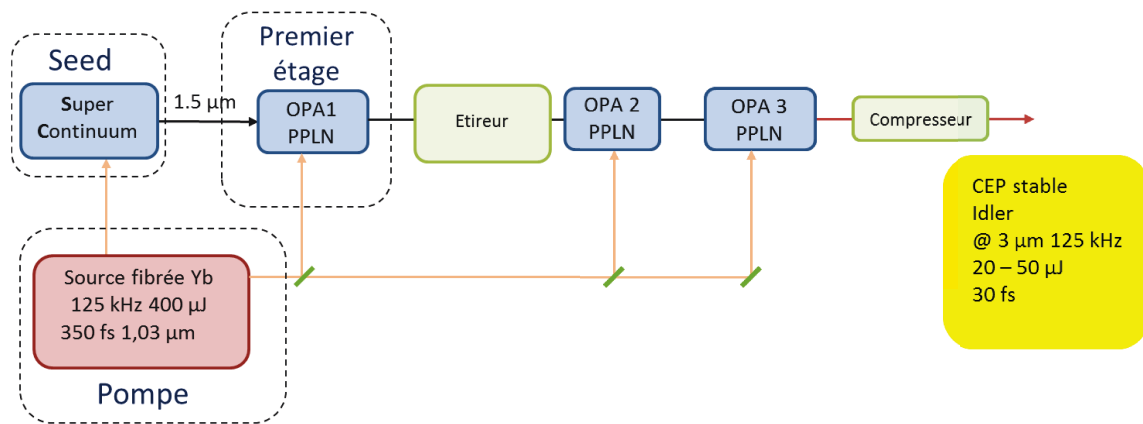 Seed
Super
Continuum
1.5 µm
Premier
étage
OPA1
PPLN
Etireur
OPA 2
PPLN
OPA 3
PPLN
Compresseur
CEP stable
Idler
@ 3 µm 125 kHz
20 – 50 µJ
30 fs
Source fibrée Yb
125 kHz 400 µJ
350 fs 1,03 µm
Pompe